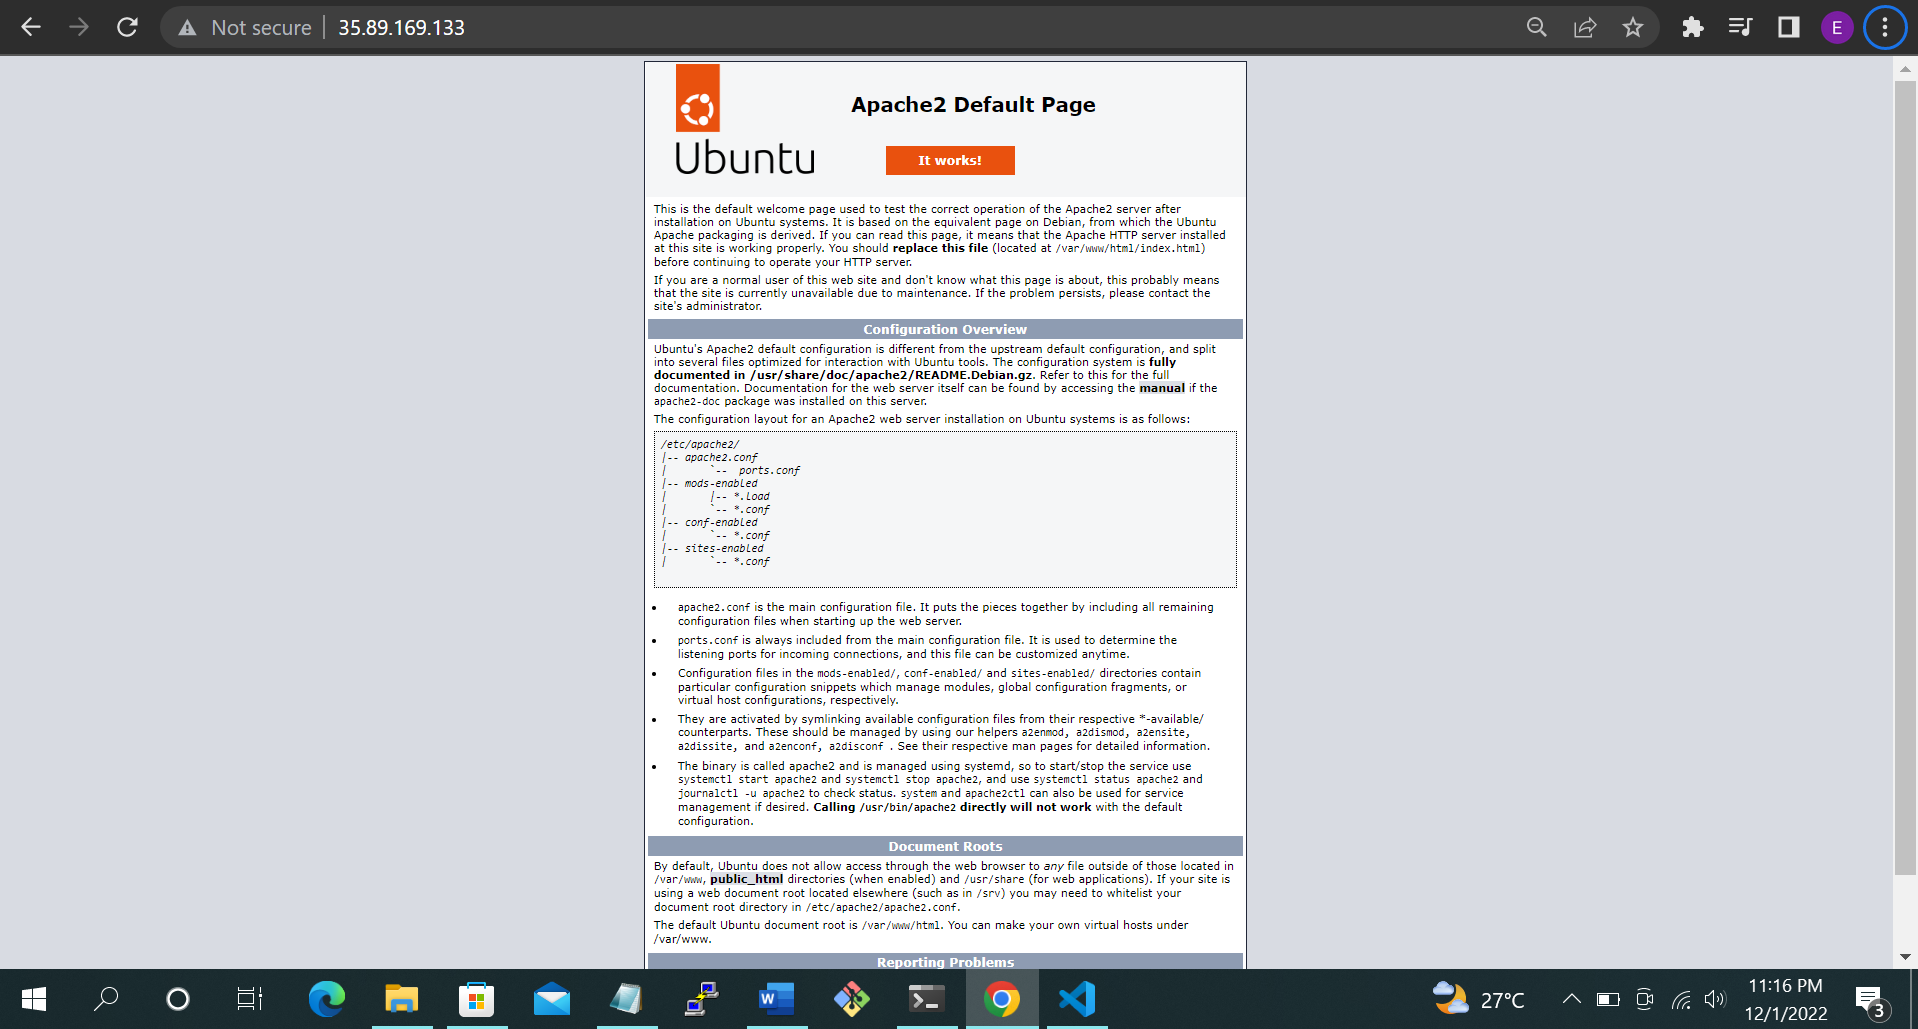 Not secure
35.89.169.133
E
Apache2 Default Page
Ubuntu
It works!
This is the default welcome page used to test the correct operation of the Apache2 server after
installation on Ubuntu systems. It is based on the equivalent page on Debian, from which the Ubuntu
Apache packaging is derived. If you can read this page, it means that the Apache HTTP server installed
at this site is working properly. You should replace this file (located at /var/www/html/index.html)
before continuing to operate your HTTP server.
If you are a normal user of this web site and don't know what this page is about, this probably means
that the site is currently unavailable due to maintenance. If the problem persists, please contact the
site's administrator.
Configuration Overview
Ubuntu's Apache2 default configuration is different from the upstream default configuration, and split
into several files optimized for interaction with Ubuntu tools. The configuration system is fully
documented in /usr/share/doc/apache2/README.Debian.gz. Refer to this for the full
documentation. Documentation for the web server itself can be found by accessing the manual if the
apache2-doc package was installed on this server.
The configuration layout for an Apache2 web server installation on Ubuntu systems is as follows:
/etc/apache2/
|-- apache2.conf
|       `--  ports.conf
|-- mods-enabled
|       |-- *.load
|       `-- *.conf
|-- conf-enabled
|       `-- *.conf
|-- sites-enabled
|       `-- *.conf
• apache2.conf is the main configuration file. It puts the pieces together by including all remaining
configuration files when starting up the web server.
• ports.conf is always included from the main configuration file. It is used to determine the
listening ports for incoming connections, and this file can be customized anytime.
• Configuration files in the mods-enabled/, conf-enabled/ and sites-enabled/ directories contain
particular configuration snippets which manage modules, global configuration fragments, or
virtual host configurations, respectively.
• They are activated by symlinking available configuration files from their respective *-available/
counterparts. These should be managed by using our helpers a2enmod, a2dismod, a2ensite,
a2dissite, and a2enconf, a2disconf . See their respective man pages for detailed information.
• The binary is called apache2 and is managed using systemd, so to start/stop the service use
systemctl start apache2 and systemctl stop apache2, and use systemctl status apache2 and
journalctl -u apache2 to check status. system and apache2ctl can also be used for service
management if desired. Calling /usr/bin/apache2 directly will not work with the default
configuration.
Document Roots
By default, Ubuntu does not allow access through the web browser to any file outside of those located in
/var/www, public_html directories (when enabled) and /usr/share (for web applications). If your site is
using a web document root located elsewhere (such as in /srv) you may need to whitelist your
document root directory in /etc/apache2/apache2.conf.
The default Ubuntu document root is /var/www/html. You can make your own virtual hosts under
/var/www.
Reporting Problems
W
27°C
11:16 PM
12/1/2022
3